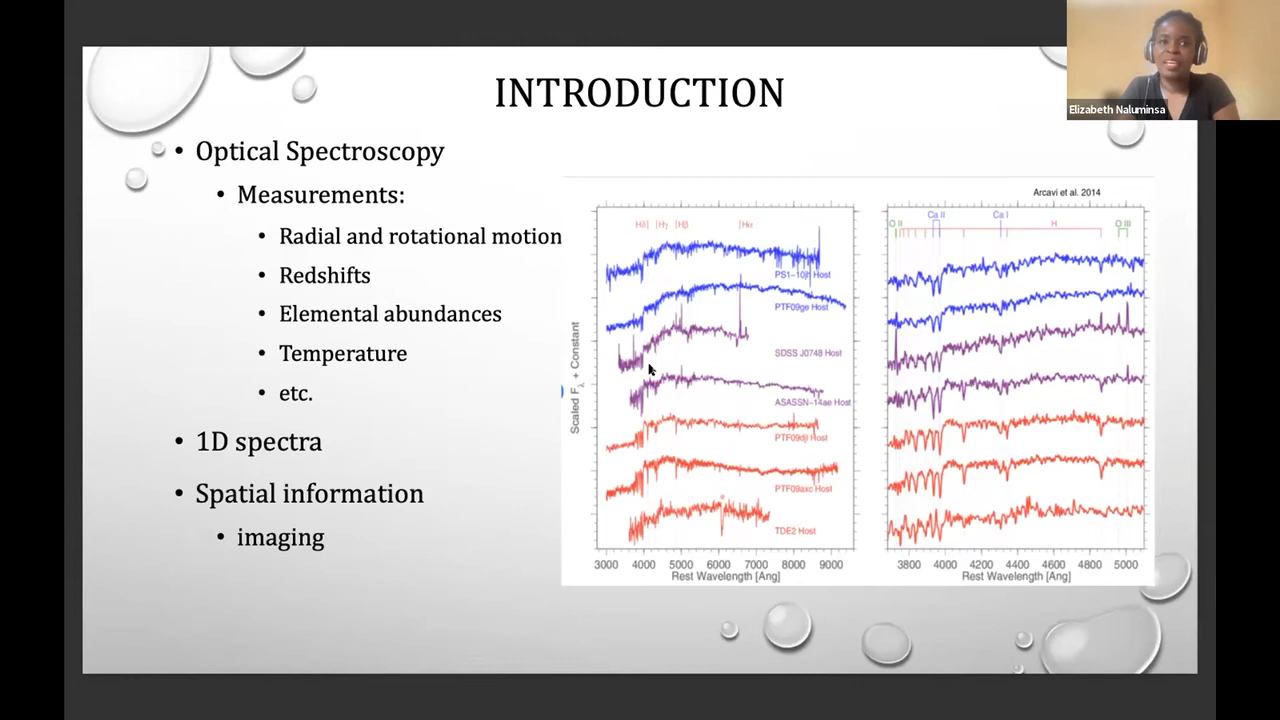 INTRODUCTION
Elizabeth Naluminsa
• Optical Spectroscopy
• Measurements:
• Radial and rotational motion
• Redshifts
• Elemental abundances
• Temperature
• etc.
• 1D spectra
• Spatial information
• imaging
Arcavi et al. 2014
Hδ Hγ Hβ Hα
PS1-10jh Host
PTF09ge Host
SDSS J0748 Host
ASASSN-14ae Host
PTF09djl Host
PTF09axc Host
TDE2 Host
Scaled Fλ + Constant
3000 4000 5000 6000 7000 8000 9000
Rest Wavelength [Ang]
Ca II Ca I
O II H O III
3800 4000 4200 4400 4600 4800 5000
Rest Wavelength [Ang]